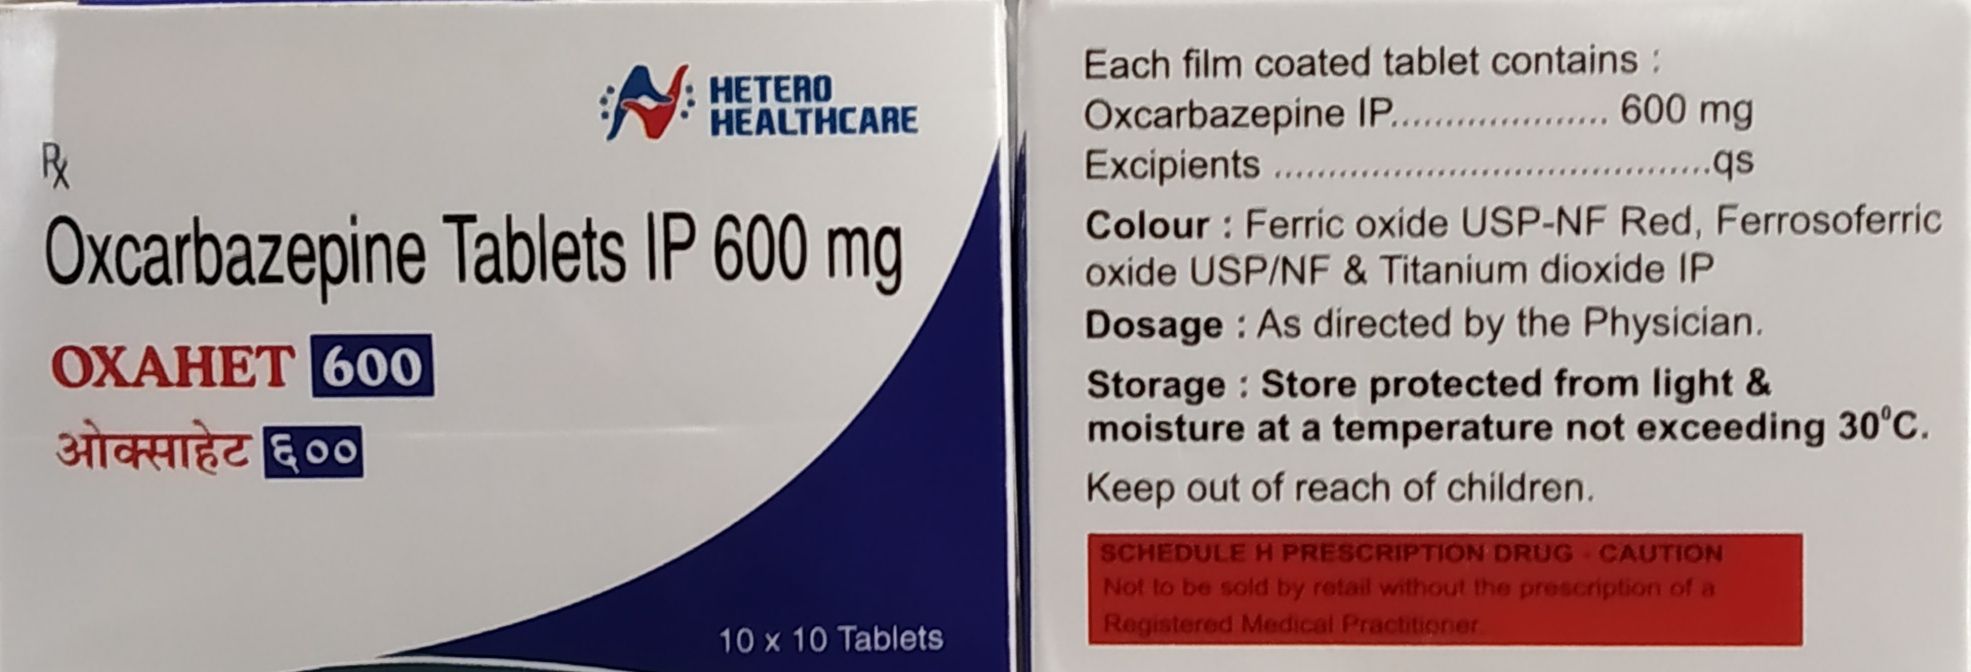 HETERO
HEALTHCARE
Rx
Oxcarbazepine Tablets IP 600 mg
OXAHET 600
ओक्साहेट ६००
10 x 10 Tablets
Each film coated tablet contains :
Oxcarbazepine IP.................... 600 mg
Excipients ........................................qs
Colour : Ferric oxide USP-NF Red, Ferrosoferric
oxide USP/NF & Titanium dioxide IP
Dosage : As directed by the Physician.
Storage : Store protected from light &
moisture at a temperature not exceeding 30⁰C.
Keep out of reach of children.
SCHEDULE H PRESCRIPTION DRUG - CAUTION
Not to be sold by retail without the prescription of a
Registered Medical Practitioner.